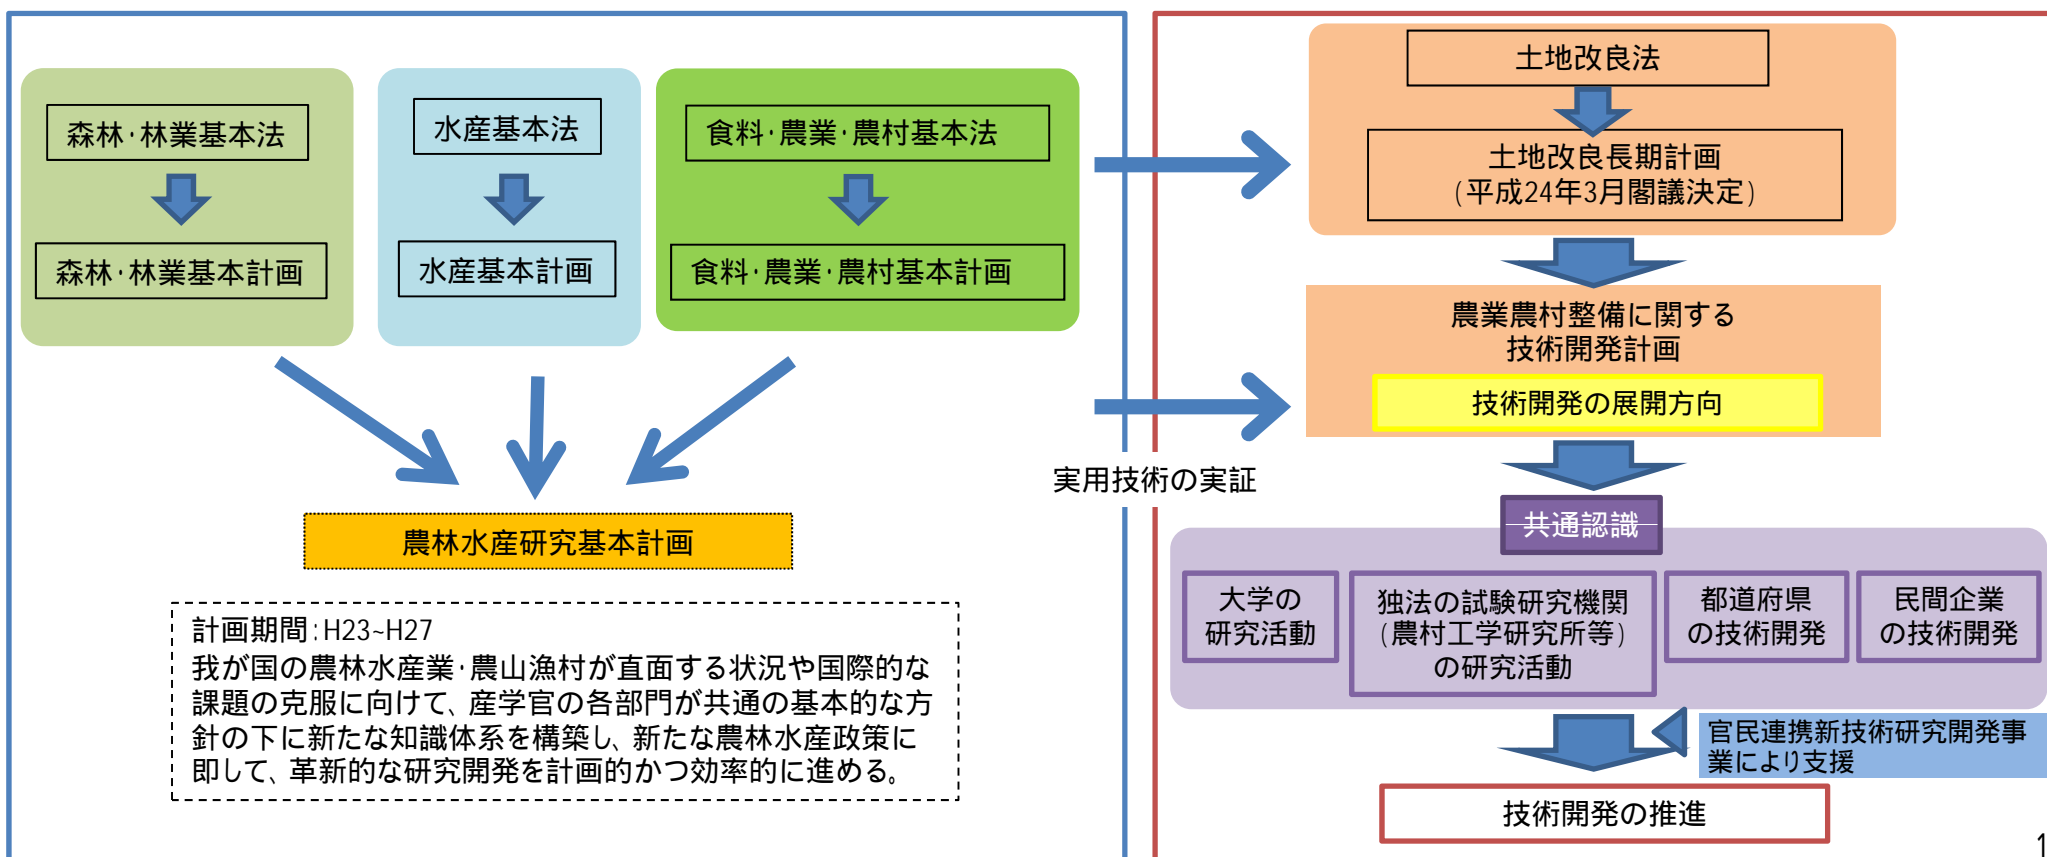 森林・林業基本法
森林・林業基本計画
水産基本法
水産基本計画
食料・農業・農村基本法
食料・農業・農村基本計画
農林水産研究基本計画
計画期間:H23~H27
我が国の農林水産業・農山漁村が直面する状況や国際的な
課題の克服に向けて、産学官の各部門が共通の基本的な方
針の下に新たな知識体系を構築し、新たな農林水産政策に
即して、革新的な研究開発を計画的かつ効率的に進める。
実用技術の実証
土地改良法
土地改良長期計画
(平成24年3月閣議決定)
農業農村整備に関する
技術開発計画
技術開発の展開方向
共通認識
大学の
研究活動
独法の試験研究機関
(農村工学研究所等)
の研究活動
都道府県
の技術開発
民間企業
の技術開発
官民連携新技術研究開発事
業により支援
技術開発の推進
1